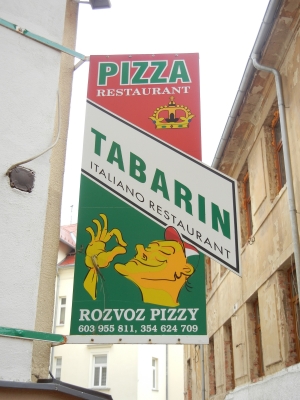 PIZZA
RESTAURANT
TABARIN
ITALIANO RESTAURANT
ROZVOZ PIZZY
603 955 811, 354 624 709